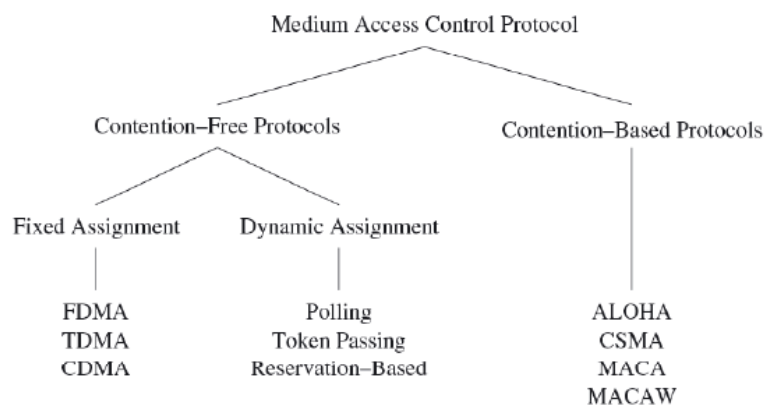 Medium Access Control Protocol
Contention–Free Protocols
Contention–Based Protocols
Fixed Assignment
Dynamic Assignment
FDMA
TDMA
CDMA
Polling
Token Passing
Reservation–Based
ALOHA
CSMA
MACA
MACAW